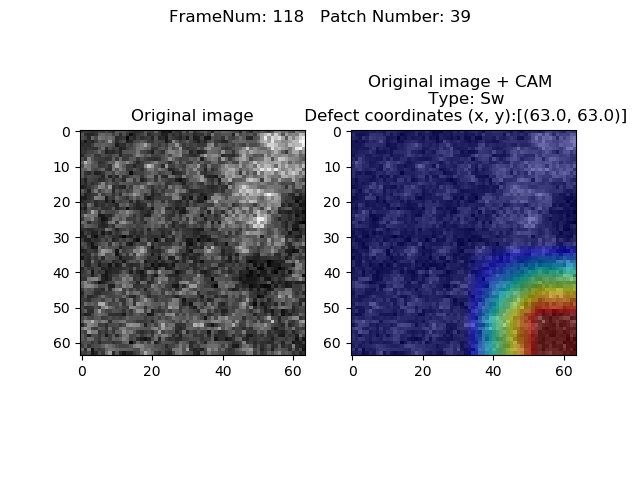 FrameNum: 118   Patch Number: 39
Original image
Original image + CAM
Type: Sw
Defect coordinates (x, y):[(63.0, 63.0)]
0
10
20
30
40
50
60
0 20 40 60
0
10
20
30
40
50
60
0 20 40 60